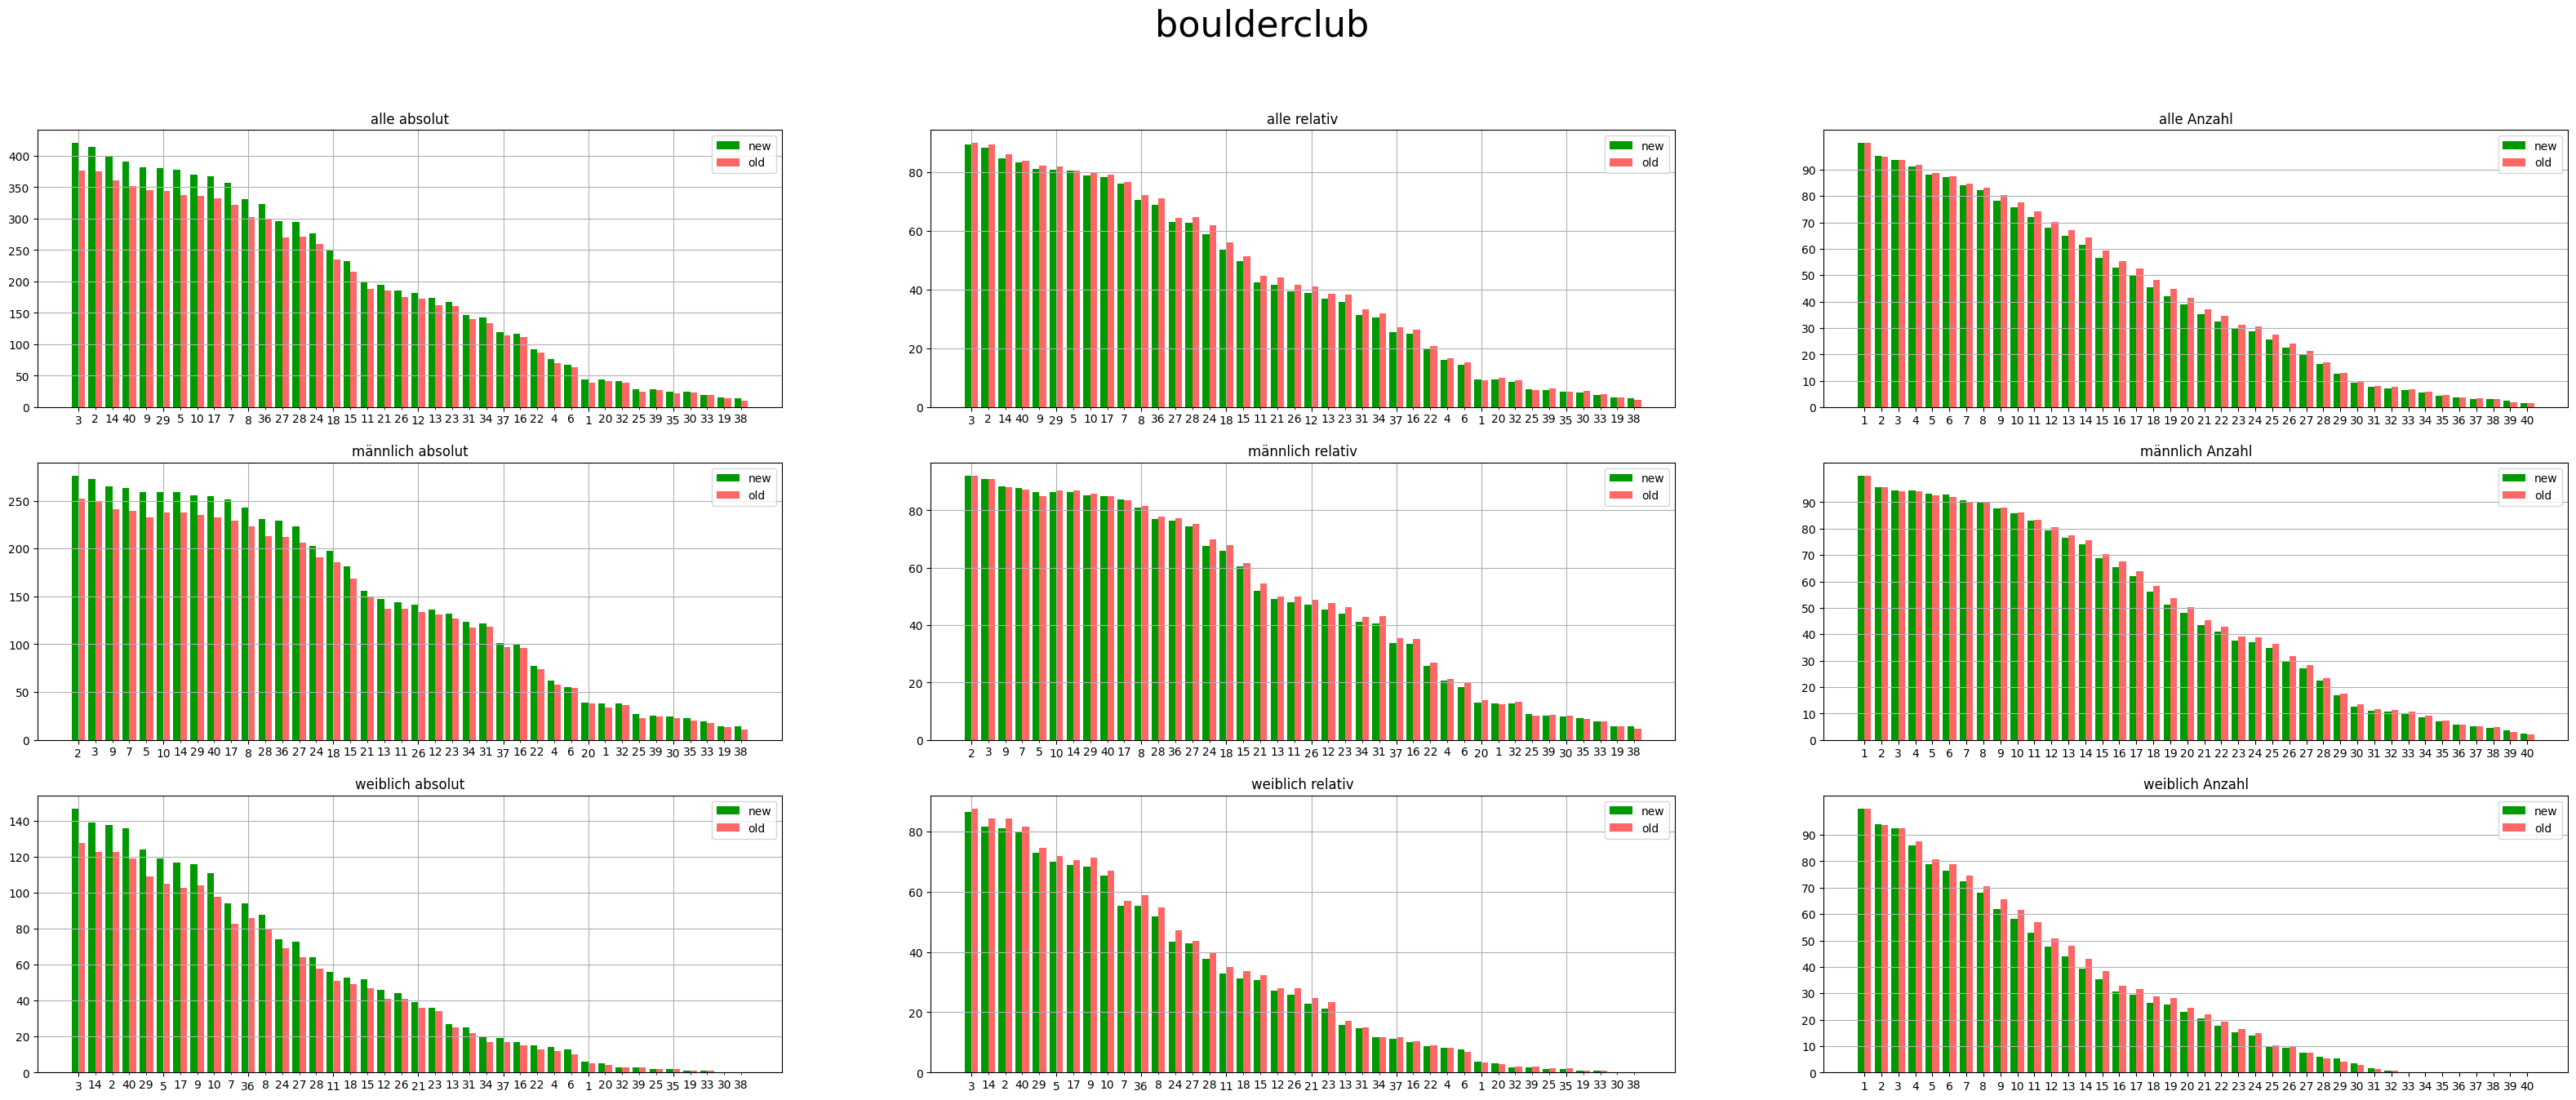 boulderclub
alle absolut
new
old
400
350
300
250
200
150
100
50
0
3 2 14 40 9 29 5 10 17 7 8 36 27 28 24 18 15 11 21 26 12 13 23 31 34 37 16 22 4 6 1 20 32 25 39 35 30 33 19 38
alle relativ
new
old
80
60
40
20
0
3 2 14 40 9 29 5 10 17 7 8 36 27 28 24 18 15 11 21 26 12 13 23 31 34 37 16 22 4 6 1 20 32 25 39 35 30 33 19 38
alle Anzahl
new
old
90
80
70
60
50
40
30
20
10
0
1 2 3 4 5 6 7 8 9 10 11 12 13 14 15 16 17 18 19 20 21 22 23 24 25 26 27 28 29 30 31 32 33 34 35 36 37 38 39 40
männlich absolut
new
old
250
200
150
100
50
0
2 3 9 7 5 10 14 29 40 17 8 28 36 27 24 18 15 21 13 11 26 12 23 34 31 37 16 22 4 6 20 1 32 25 39 30 35 33 19 38
männlich relativ
new
old
80
60
40
20
0
2 3 9 7 5 10 14 29 40 17 8 28 36 27 24 18 15 21 13 11 26 12 23 34 31 37 16 22 4 6 20 1 32 25 39 30 35 33 19 38
männlich Anzahl
new
old
90
80
70
60
50
40
30
20
10
0
1 2 3 4 5 6 7 8 9 10 11 12 13 14 15 16 17 18 19 20 21 22 23 24 25 26 27 28 29 30 31 32 33 34 35 36 37 38 39 40
weiblich absolut
new
old
140
120
100
80
60
40
20
0
3 14 2 40 29 5 17 9 10 7 36 8 24 27 28 11 18 15 12 26 21 23 13 31 34 37 16 22 4 6 1 20 32 39 25 35 19 33 30 38
weiblich relativ
new
old
80
60
40
20
0
3 14 2 40 29 5 17 9 10 7 36 8 24 27 28 11 18 15 12 26 21 23 13 31 34 37 16 22 4 6 1 20 32 39 25 35 19 33 30 38
weiblich Anzahl
new
old
90
80
70
60
50
40
30
20
10
0
1 2 3 4 5 6 7 8 9 10 11 12 13 14 15 16 17 18 19 20 21 22 23 24 25 26 27 28 29 30 31 32 33 34 35 36 37 38 39 40